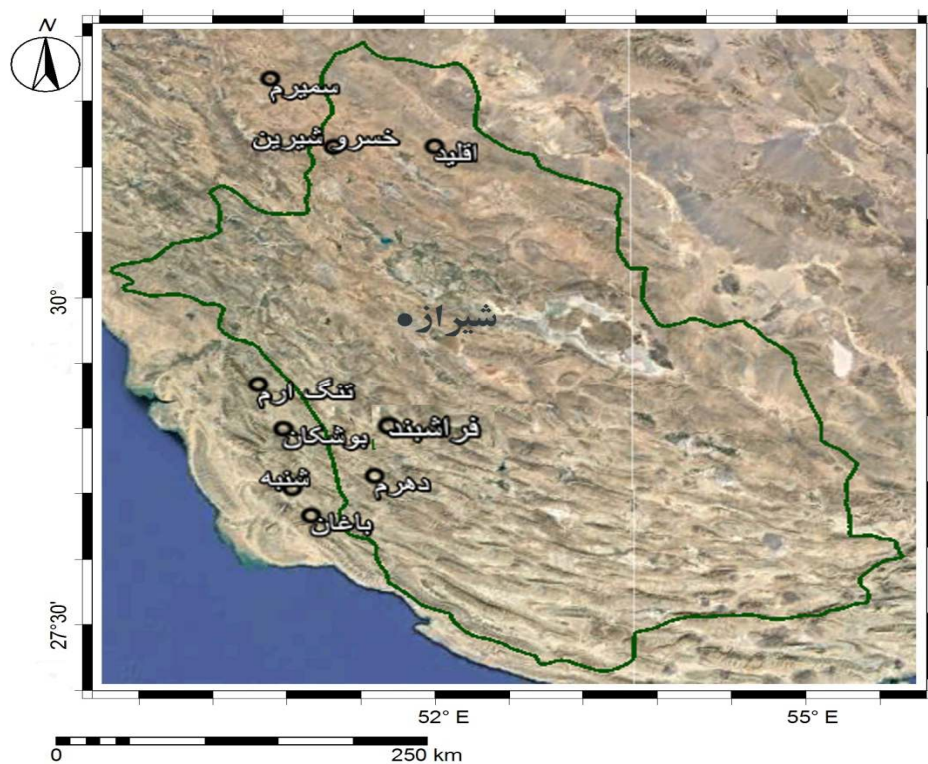 N
سمیرم
خسرو شیرین
اقلید
30°
شیراز
تنگ ارم
فراشبند
بوشکان
دهرم
شنبه
باغان
27°30'
52° E
55° E
0
250 km